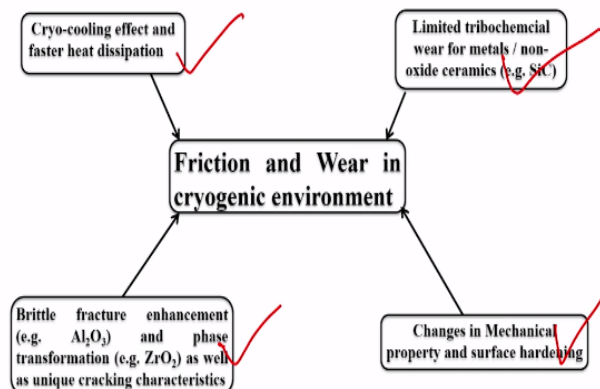 Cryo-cooling effect and
faster heat dissipation
Limited tribochemcial
wear for metals / non-
oxide ceramics (e.g. SiC)
Friction and Wear in
cryogenic environment
Brittle fracture enhancement
(e.g. Al₂O₃) and phase
transformation (e.g. ZrO₂) as well
as unique cracking characteristics
Changes in Mechanical
property and surface hardening